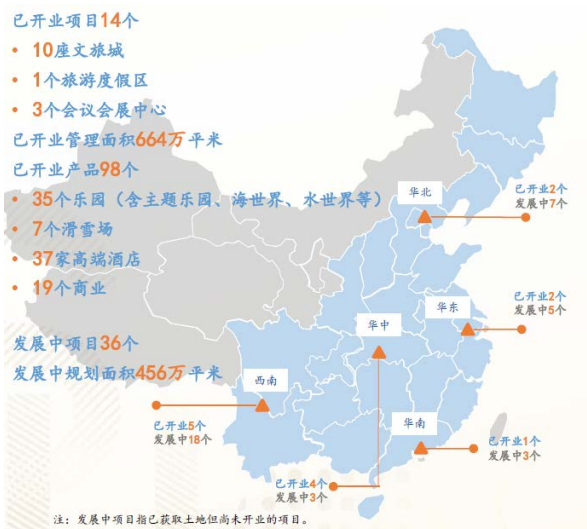 已开业项目14个
• 10座文旅城
• 1个旅游度假区
• 3个会议会展中心
已开业管理面积664万平米
已开业产品98个
• 35个乐园（含主题乐园、海世界、水世界等）
• 7个滑雪场
• 37家高端酒店
• 19个商业
发展中项目36个
发展中规划面积456万平米
华北
已开业2个
发展中7个
华东
已开业2个
发展中5个
华中
已开业4个
发展中3个
西南
已开业5个
发展中18个
华南
已开业1个
发展中3个
注：发展中项目指已获取土地但尚未开业的项目。